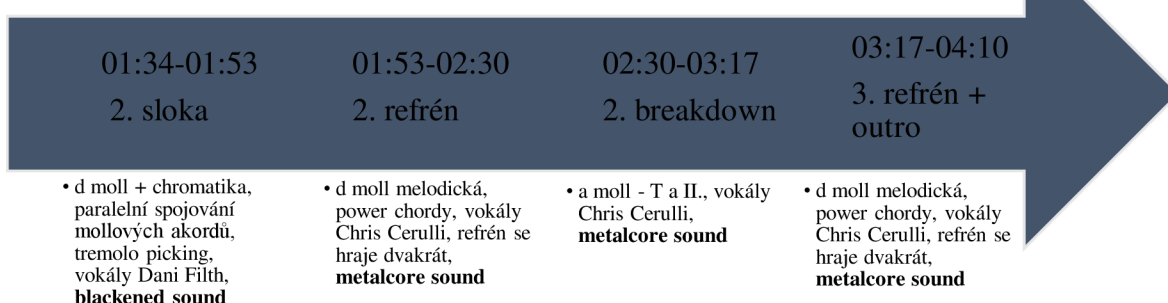 01:34-01:53
2. sloka
01:53-02:30
2. refrén
02:30-03:17
2. breakdown
03:17-04:10
3. refrén +
outro
• d moll + chromatika,
paralelní spojování
mollových akordů,
tremolo picking,
vokály Dani Filth,
blackened sound
• d moll melodická,
power chordy, vokály
Chris Cerulli, refrén se
hraje dvakrát,
metalcore sound
• a moll - T a II., vokály
Chris Cerulli,
metalcore sound
• d moll melodická,
power chordy, vokály
Chris Cerulli, refrén se
hraje dvakrát,
metalcore sound